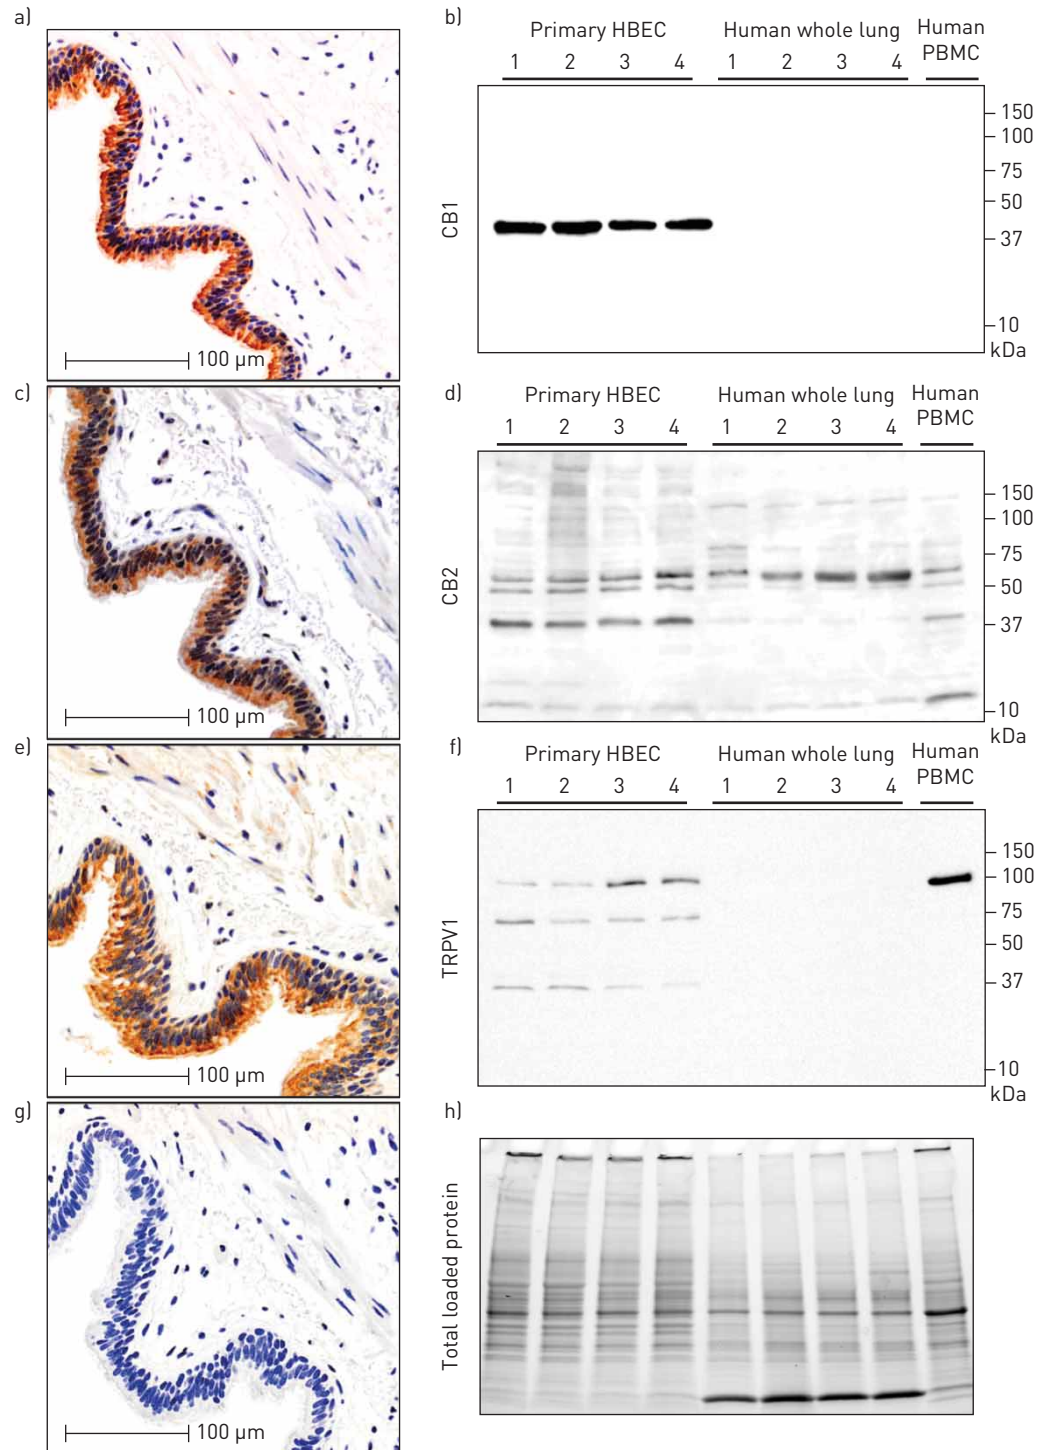 a)
100 µm
b)
Primary HBEC Human whole lung Human PBMC
1 2 3 4 1 2 3 4
CB1
150
100
75
50
37
10
kDa
c)
100 µm
d)
Primary HBEC Human whole lung Human PBMC
1 2 3 4 1 2 3 4
CB2
150
100
75
50
37
10
kDa
e)
100 µm
f)
Primary HBEC Human whole lung Human PBMC
1 2 3 4 1 2 3 4
TRPV1
150
100
75
50
37
10
kDa
g)
100 µm
h)
Total loaded protein